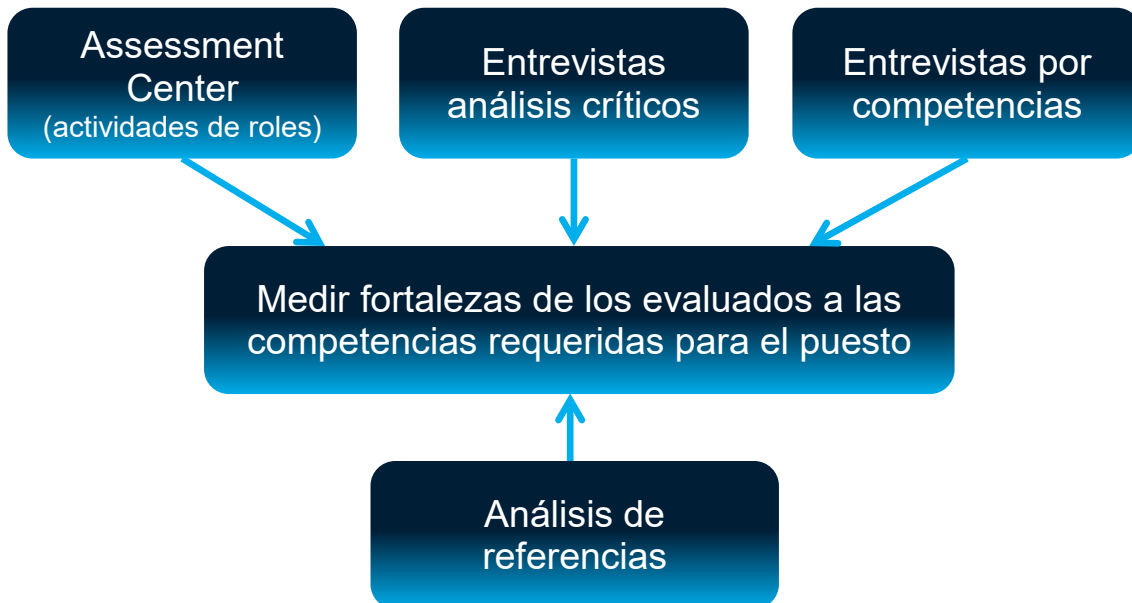 Assessment
Center
(actividades de roles)
Entrevistas
análisis críticos
Entrevistas por
competencias
Medir fortalezas de los evaluados a las
competencias requeridas para el puesto
Análisis de
referencias